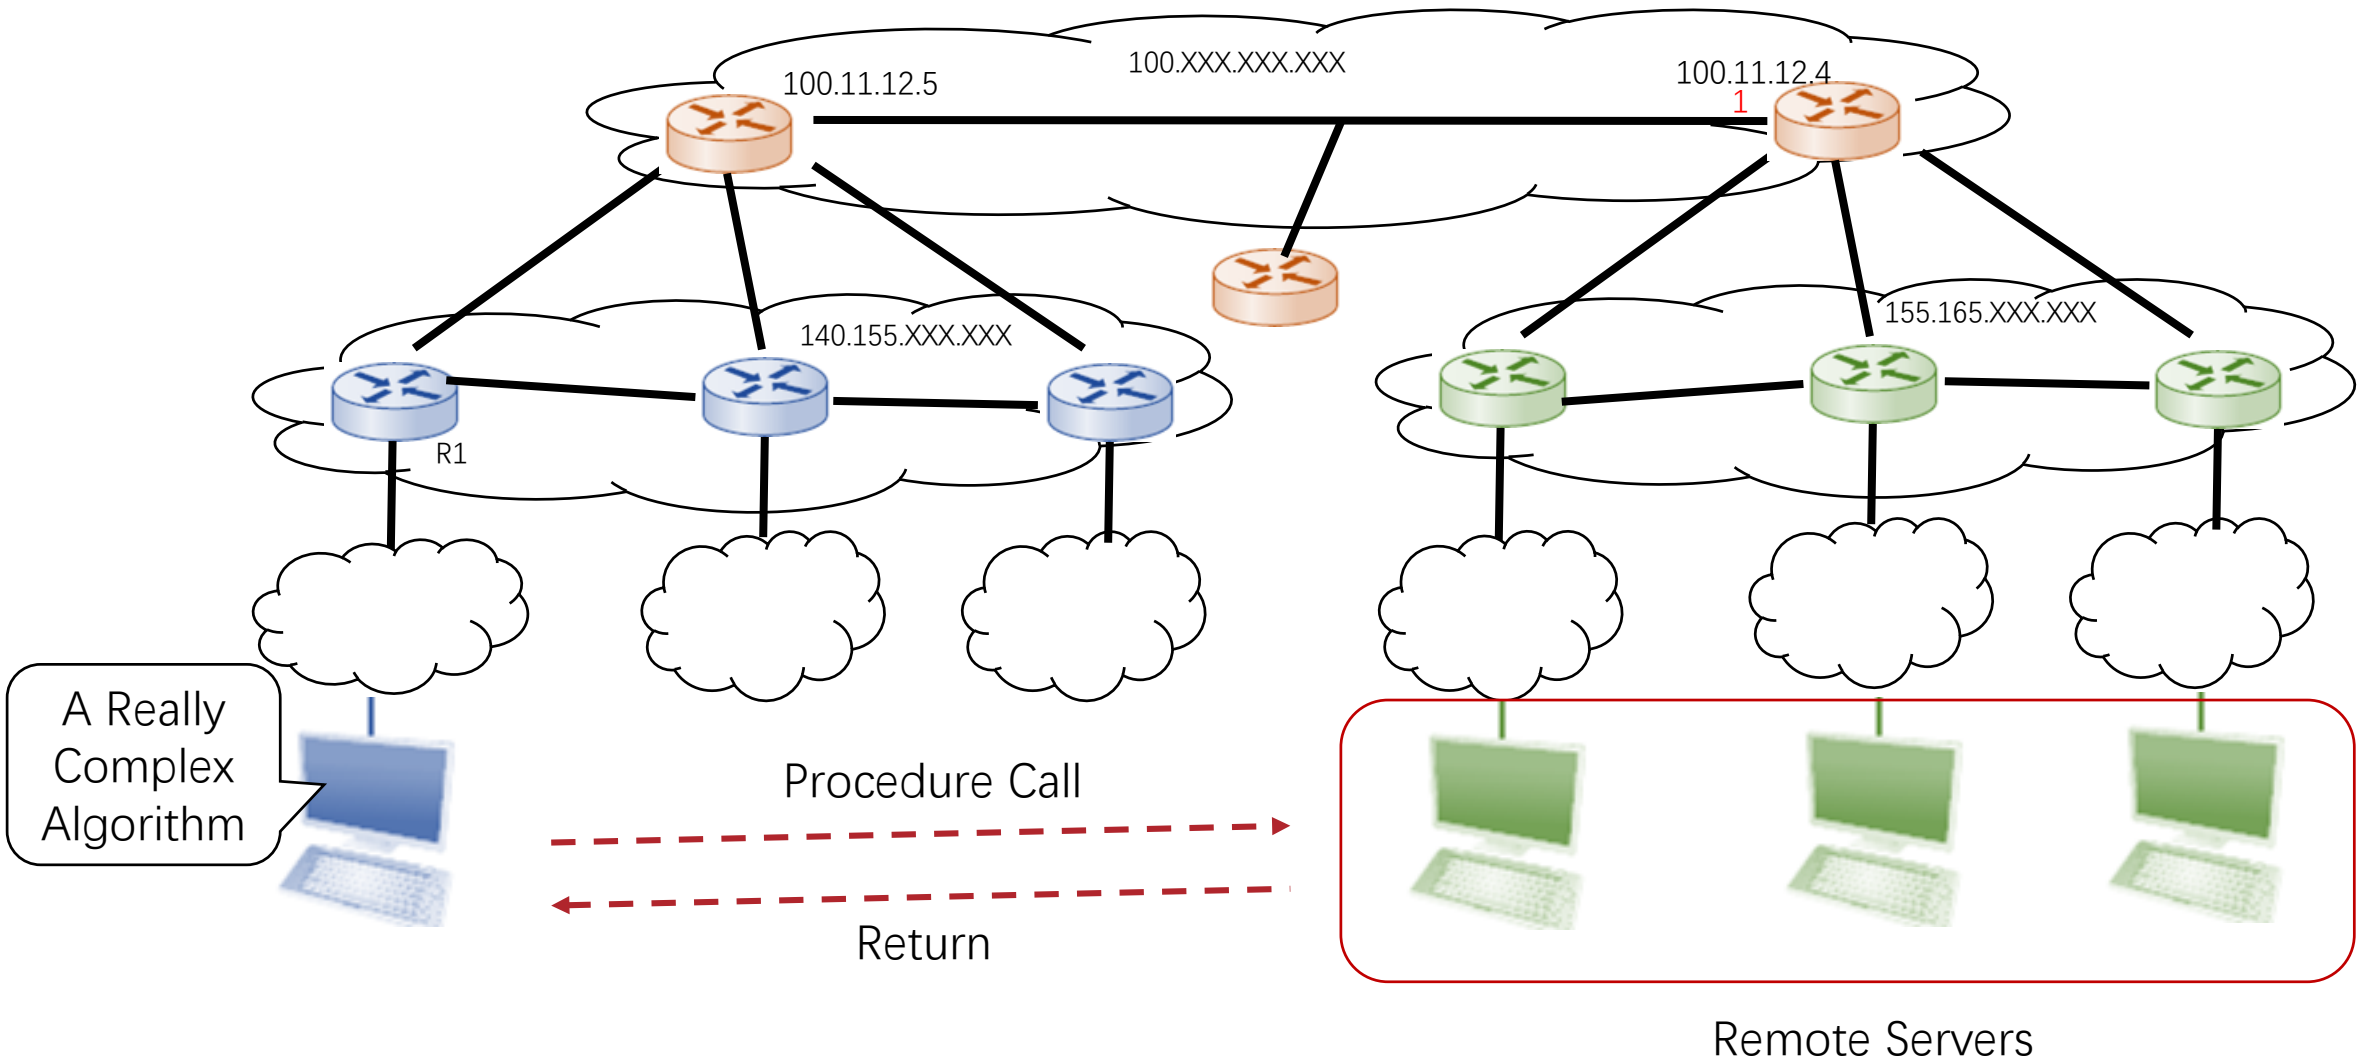 100.XXX.XXX.XXX
100.11.12.5
100.11.12.4
1
140.155.XXX.XXX
155.165.XXX.XXX
R1
A Really
Complex
Algorithm
Procedure Call
Return
Remote Servers